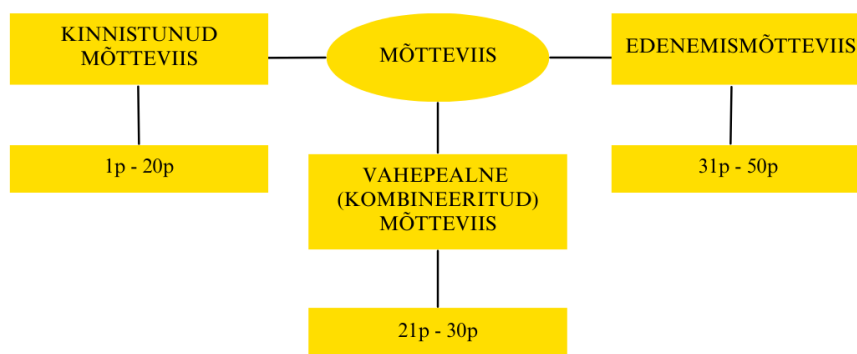 KINNISTUNUD
MÕTTEVIIS
MÕTTEVIIS
EDENEMISMÕTTEVIIS
1p - 20p
VAHEPEALNE
(KOMBINEERITUD)
MÕTTEVIIS
31p - 50p
21p - 30p